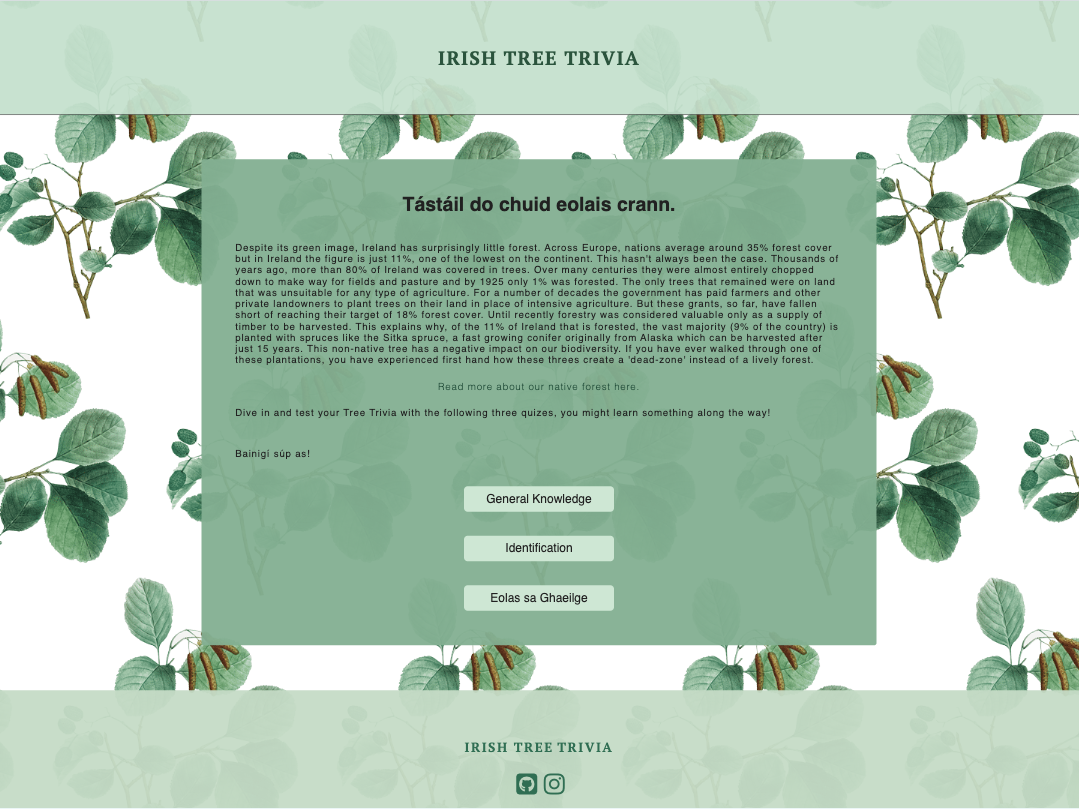 IRISH TREE TRIVIA
Tástáil do chuid eolais crann.
Despite its green image, Ireland has surprisingly little forest. Across Europe, nations average around 35% forest cover
but in Ireland the figure is just 11%, one of the lowest on the continent. This hasn't always been the case. Thousands of
years ago, more than 80% of Ireland was covered in trees. Over many centuries they were almost entirely chopped
down to make way for fields and pasture and by 1925 only 1% was forested. The only trees that remained were on land
that was unsuitable for any type of agriculture. For a number of decades the government has paid farmers and other
private landowners to plant trees on their land in place of intensive agriculture. But these grants, so far, have fallen
short of reaching their target of 18% forest cover. Until recently forestry was considered valuable only as a supply of
timber to be harvested. This explains why, of the 11% of Ireland that is forested, the vast majority (9% of the country) is
planted with spruces like the Sitka spruce, a fast growing conifer originally from Alaska which can be harvested after
just 15 years. This non-native tree has a negative impact on our biodiversity. If you have ever walked through one of
these plantations, you have experienced first hand how these threes create a 'dead-zone' instead of a lively forest.
Read more about our native forest here.
Dive in and test your Tree Trivia with the following three quizes, you might learn something along the way!
Bainigí súp as!
General Knowledge
Identification
Eolas sa Ghaeilge
IRISH TREE TRIVIA